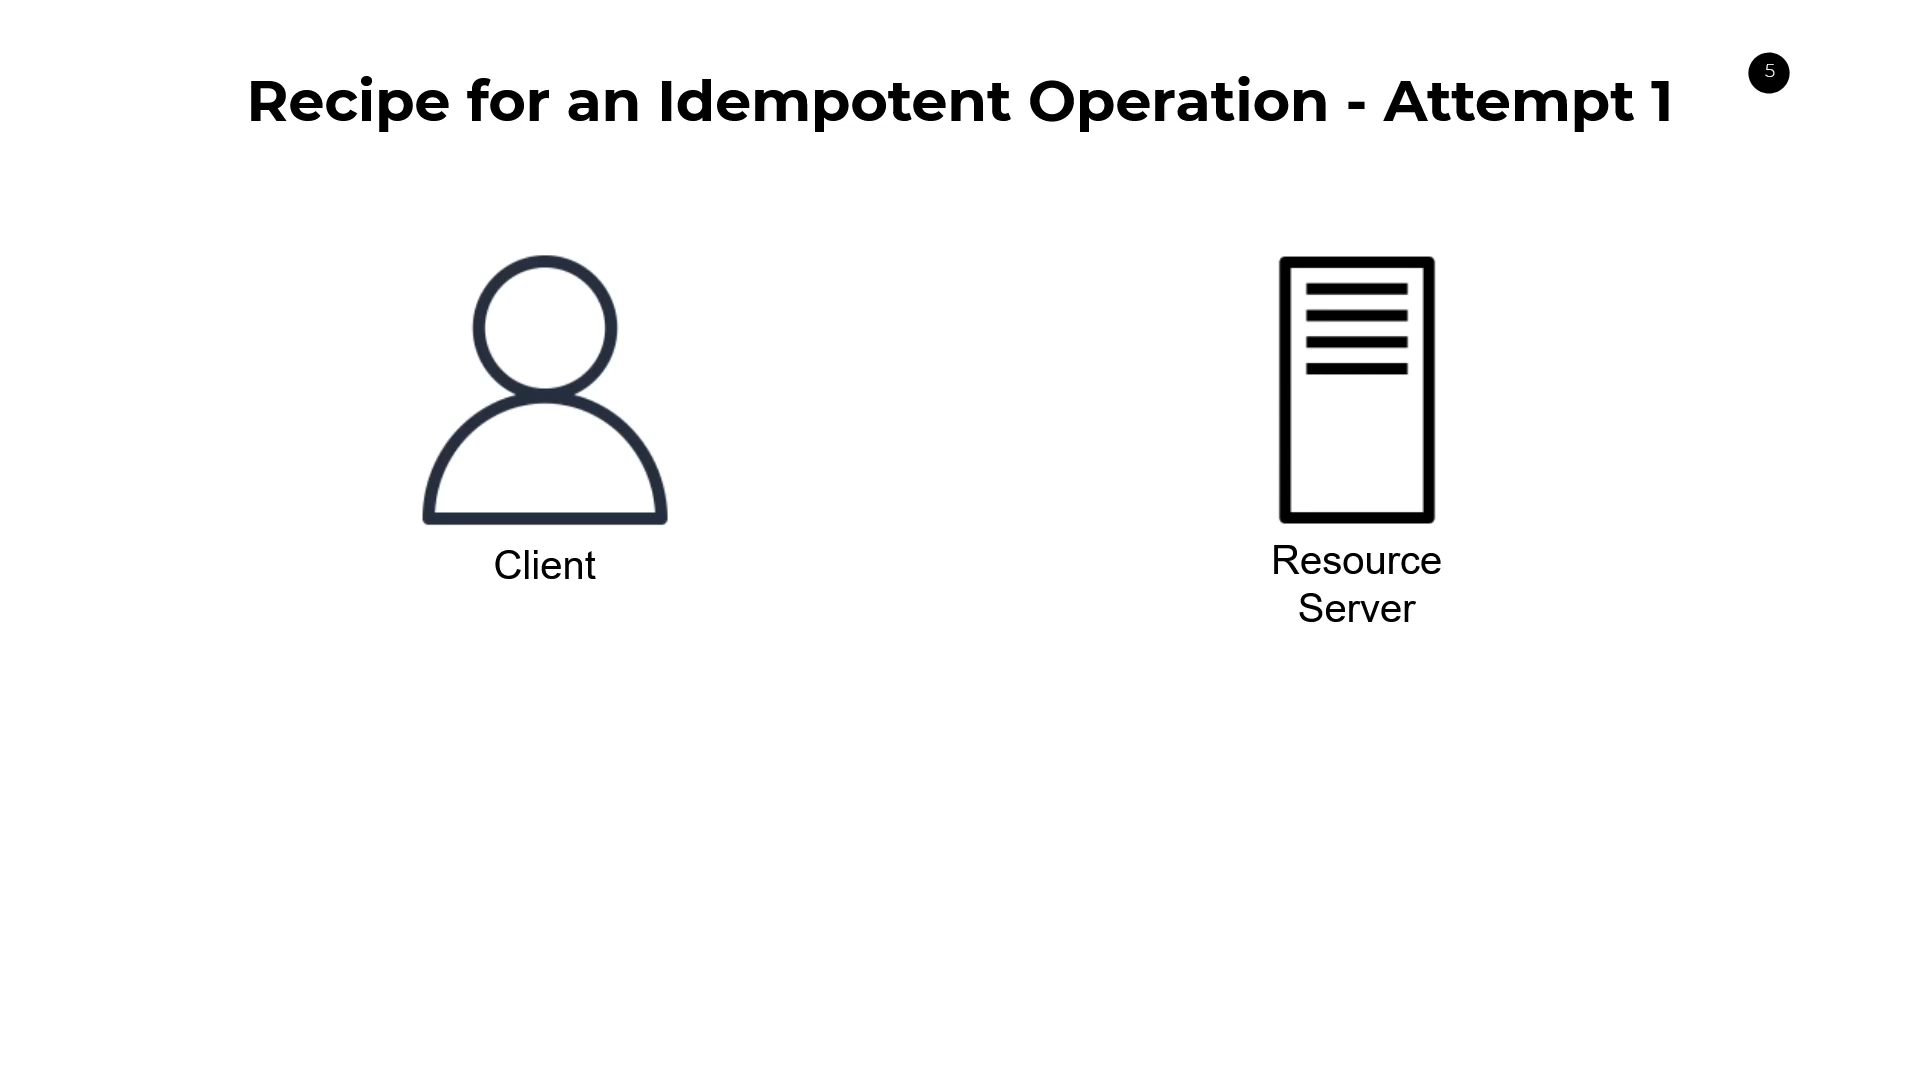 Recipe for an Idempotent Operation - Attempt 1
5
Client
Resource
Server